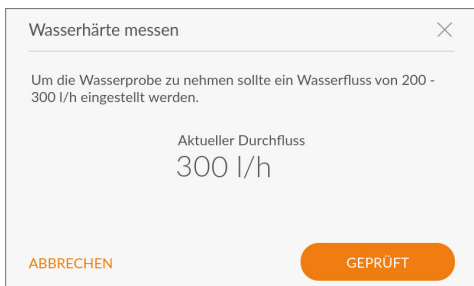 Wasserhärte messen
Um die Wasserprobe zu nehmen sollte ein Wasserfluss von 200 -
300 l/h eingestellt werden.
Aktueller Durchfluss
300 l/h
ABBRECHEN
GEPRÜFT